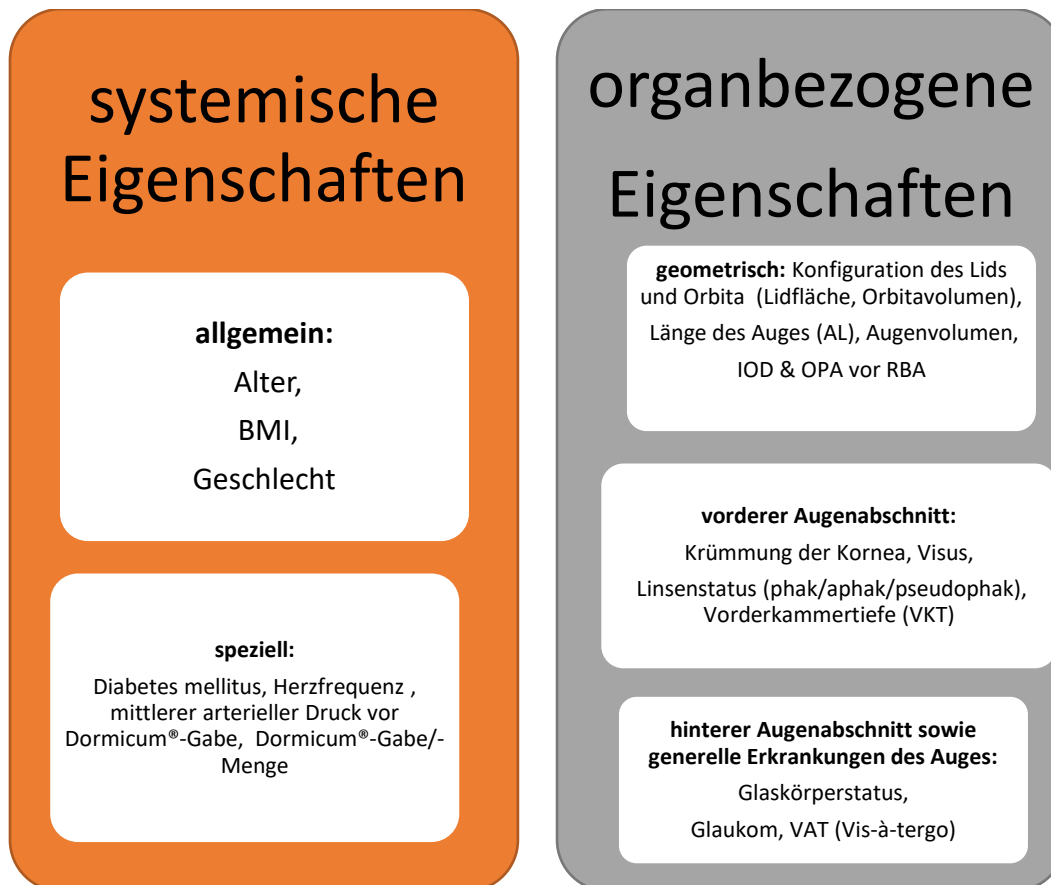 systemische
Eigenschaften
allgemein:
Alter,
BMI,
Geschlecht
speziell:
Diabetes mellitus, Herzfrequenz ,
mittlerer arterieller Druck vor
Dormicum®-Gabe, Dormicum®-Gabe/-
Menge
organbezogene
Eigenschaften
geometrisch: Konfiguration des Lids
und Orbita (Lidfläche, Orbitavolumen),
Länge des Auges (AL), Augenvolumen,
IOD & OPA vor RBA
vorderer Augenabschnitt:
Krümmung der Kornea, Visus,
Linsenstatus (phak/aphak/pseudophak),
Vorderkammertiefe (VKT)
hinterer Augenabschnitt sowie
generelle Erkrankungen des Auges:
Glaskörperstatus,
Glaukom, VAT (Vis-à-tergo)